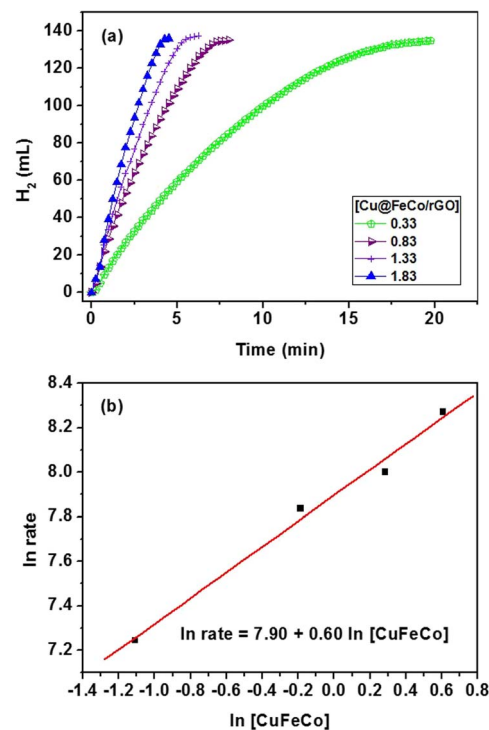 (a)
140
120
100
80
60
40
20
0
H2 (mL)
[Cu@FeCo/rGO]
0.33
0.83
1.33
1.83
0 5 10 15 20
Time (min)
(b)
8.4
8.2
8.0
7.8
7.6
7.4
7.2
ln rate
ln rate = 7.90 + 0.60 ln [CuFeCo]
-1.4 -1.2 -1.0 -0.8 -0.6 -0.4 -0.2 0.0 0.2 0.4 0.6 0.8
ln [CuFeCo]